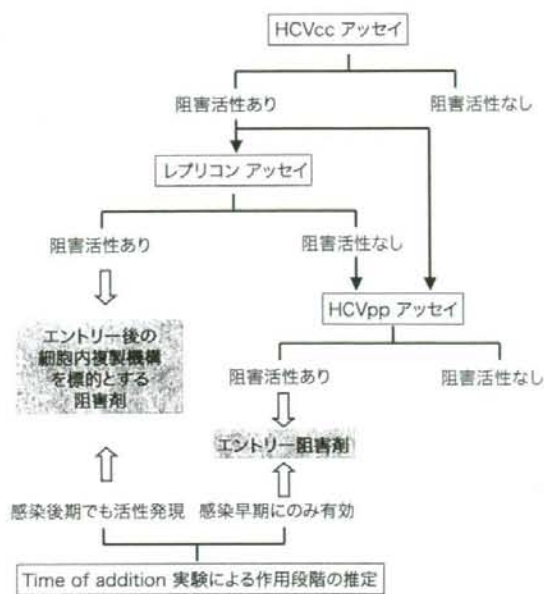 HCVcc アッセイ
阻害活性あり
阻害活性なし
レプリコン アッセイ
阻害活性あり
阻害活性なし
HCVpp アッセイ
エントリー後の
細胞内複製機構
を標的とする
阻害剤
阻害活性あり
阻害活性なし
エントリー阻害剤
感染後期でも活性発現
感染早期にのみ有効
Time of addition 実験による作用段階の推定